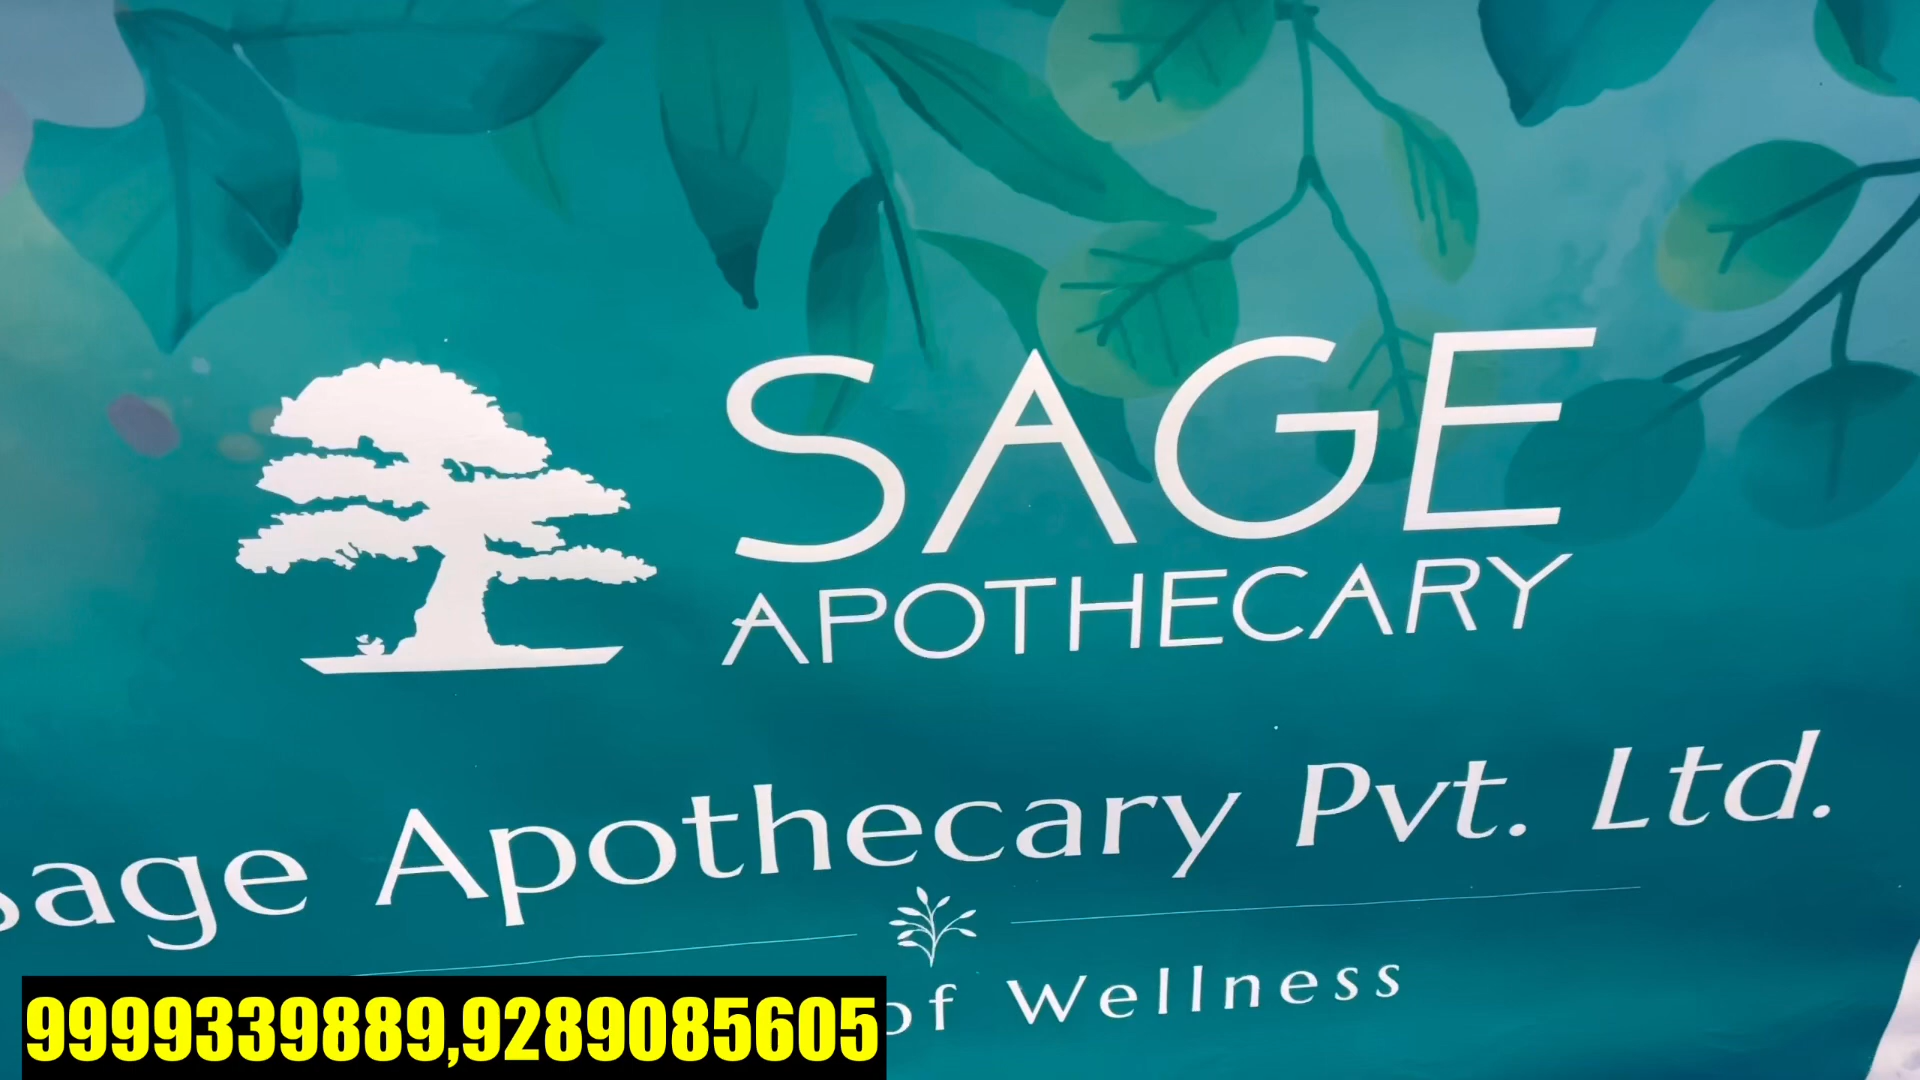 SAGE
APOTHECARY
Sage Apothecary Pvt. Ltd.
of Wellness
9999339889,9289085605